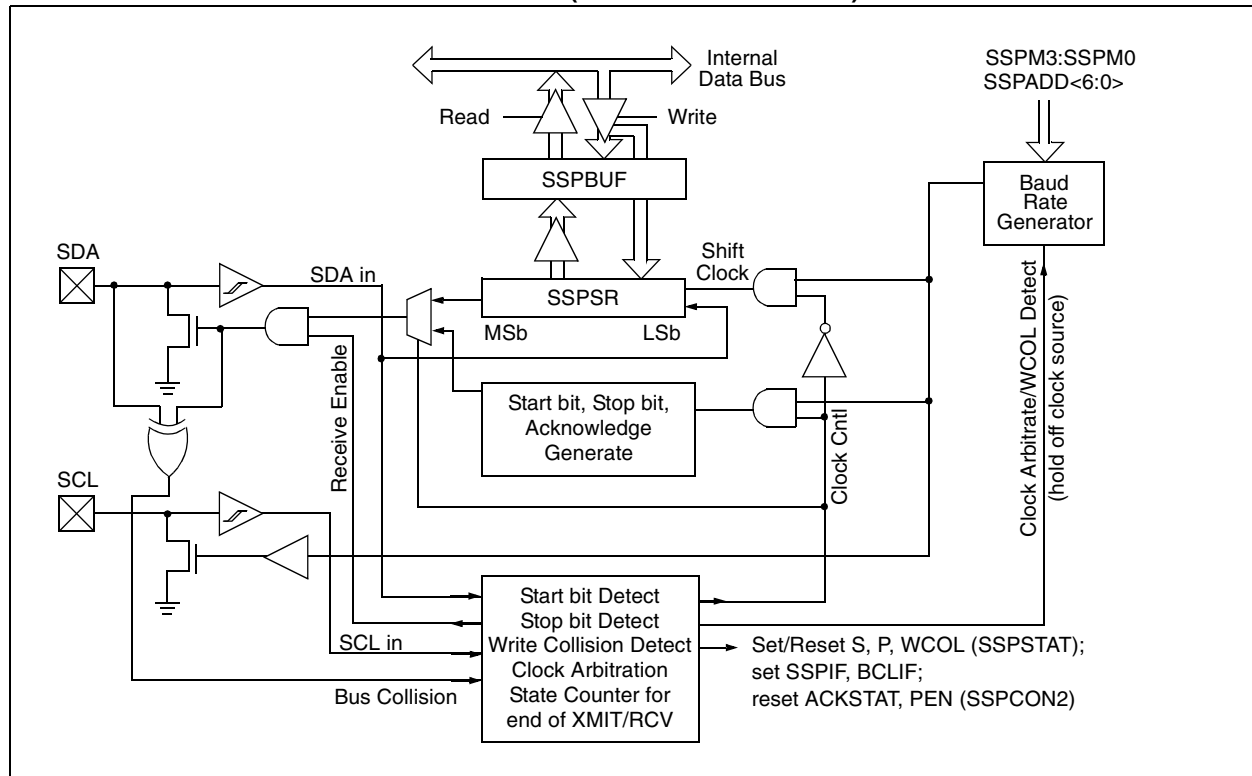 Internal
Data Bus
SSPM3:SSPM0
SSPADD<6:0>
Read
Write
SSPBUF
Baud
Rate
Generator
SDA
SDA in
Shift
Clock
SSPSR
MSb
LSb
Receive Enable
Start bit, Stop bit,
Acknowledge
Generate
Clock Cntl
Clock Arbitrate/WCOL Detect
(hold off clock source)
SCL
SCL in
Bus Collision
Start bit Detect
Stop bit Detect
Write Collision Detect
Clock Arbitration
State Counter for
end of XMIT/RCV
Set/Reset S, P, WCOL (SSPSTAT);
set SSPIF, BCLIF;
reset ACKSTAT, PEN (SSPCON2)